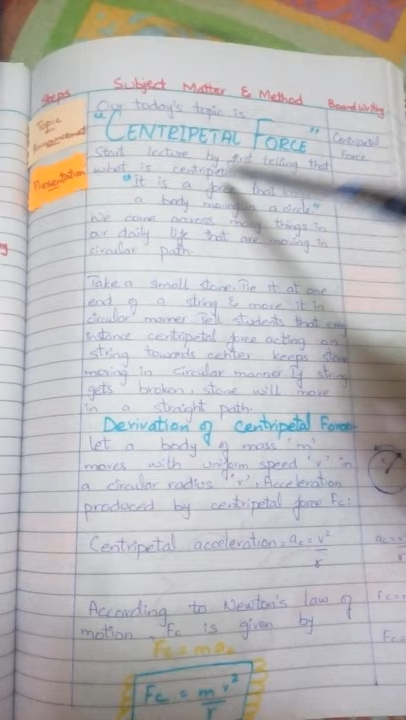 Steps Subject Matter & Method Board Writing
Our today's topic is
Topic Announcement
"CENTRIPETAL FORCE"
Centripetal Force
Start lecture by first telling that
Presentation
what is centripetal
"It is a force that
a body moving in a circle"
We come across many things in
our daily life that are moving in
circular path.
Take a small stone. Tie it at one
end of a string & move it in
circular manner. Tell students that
instance centripetal force acting on
string towards center keeps stone
moving in circular manner. If string
gets broken, stone will move
in a straight path.
Derivation of Centripetal Force
let a body of mass 'm'
moves with uniform speed 'v' in
a circular radius 'r'. Acceleration
produced by centripetal force Fc:
Centripetal acceleration = ac = v²/r
ac =
According to Newton's law of
motion, Fc is given by
Fc =
Fc = mac
Fc =
Fc = mv²/r